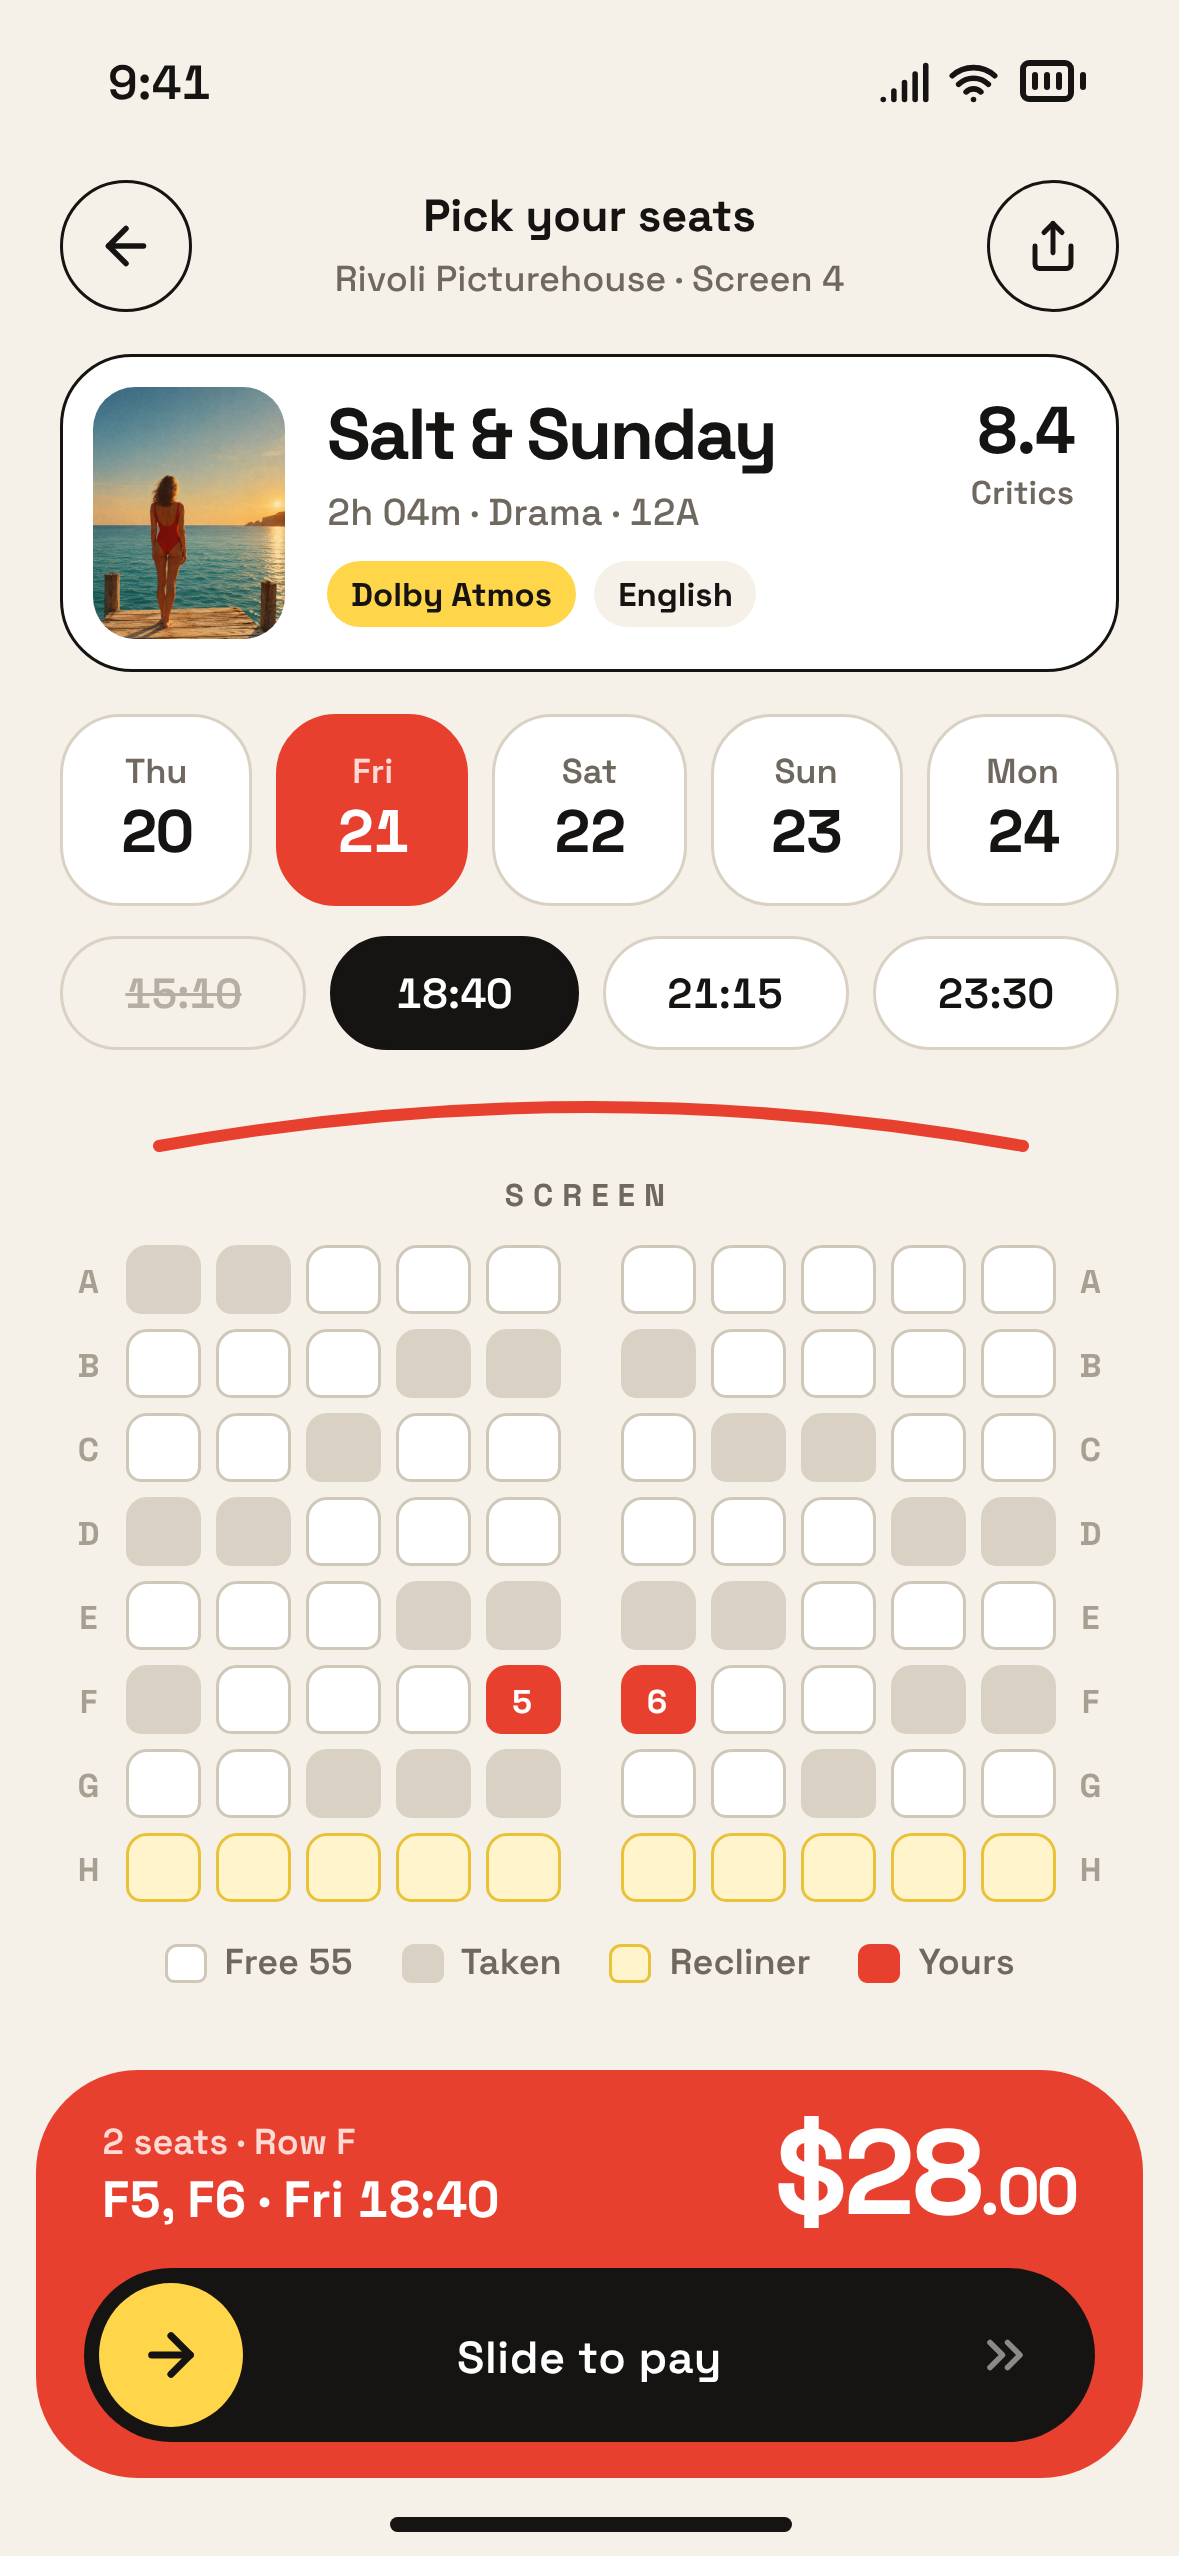 9:41
Pick your seats
Rivoli Picturehouse · Screen 4
Salt & Sunday
8.4
Critics
2h 04m · Drama · 12A
Dolby Atmos
English
Thu
20
Fri
21
Sat
22
Sun
23
Mon
24
15:10
18:40
21:15
23:30
SCREEN
A A
B B
C C
D D
E E
F 5 6 F
G G
H H
Free 55
Taken
Recliner
Yours
2 seats · Row F
F5, F6 · Fri 18:40
$28.00
Slide to pay